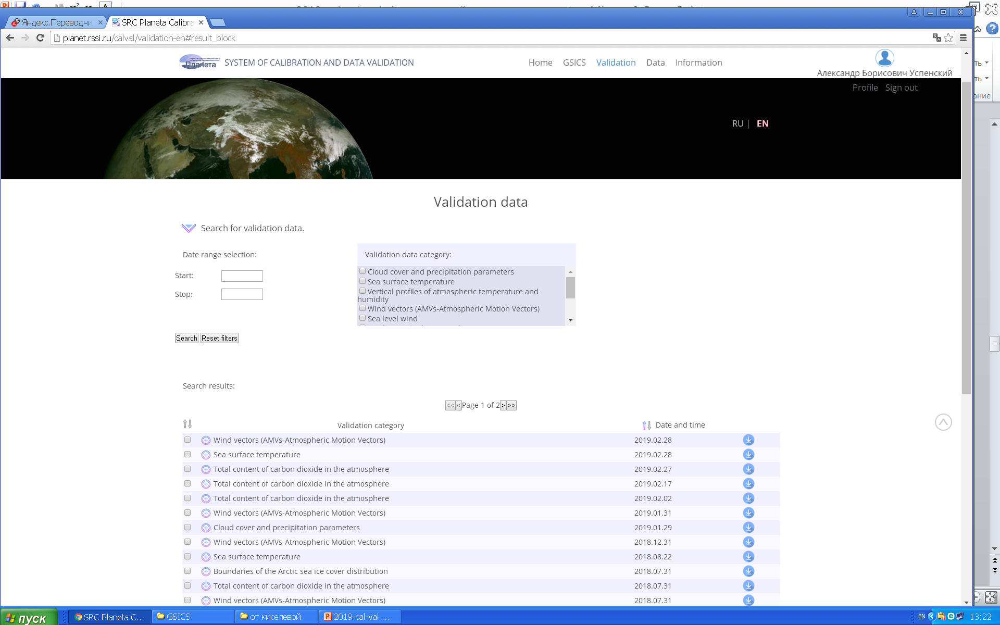 Яндекс.Переводчи
SRC Planeta Calibra
planet.rssi.ru/calval/validation-en#result_block
Планета
SYSTEM OF CALIBRATION AND DATA VALIDATION
Home GSICS Validation Data Information
Александр Борисович Успенский
Profile Sign out
RU | EN
ть
ть
ание
Validation data
Search for validation data.
Date range selection:
Start:
Stop:
Validation data category:
Cloud cover and precipitation parameters
Sea surface temperature
Vertical profiles of atmospheric temperature and
humidity
Wind vectors (AMVs-Atmospheric Motion Vectors)
Sea level wind
Search Reset filters
Search results:
<< < Page 1 of 2 > >>
Validation category Date and time
Wind vectors (AMVs-Atmospheric Motion Vectors) 2019.02.28
Sea surface temperature 2019.02.28
Total content of carbon dioxide in the atmosphere 2019.02.27
Total content of carbon dioxide in the atmosphere 2019.02.17
Total content of carbon dioxide in the atmosphere 2019.02.02
Wind vectors (AMVs-Atmospheric Motion Vectors) 2019.01.31
Cloud cover and precipitation parameters 2019.01.29
Wind vectors (AMVs-Atmospheric Motion Vectors) 2018.12.31
Sea surface temperature 2018.08.22
Boundaries of the Arctic sea ice cover distribution 2018.07.31
Total content of carbon dioxide in the atmosphere 2018.07.31
Wind vectors (AMVs-Atmospheric Motion Vectors) 2018.07.31
пуск
SRC Planeta C...
GSICS
от киселевой
2019-cal-val ...
EN
13:22